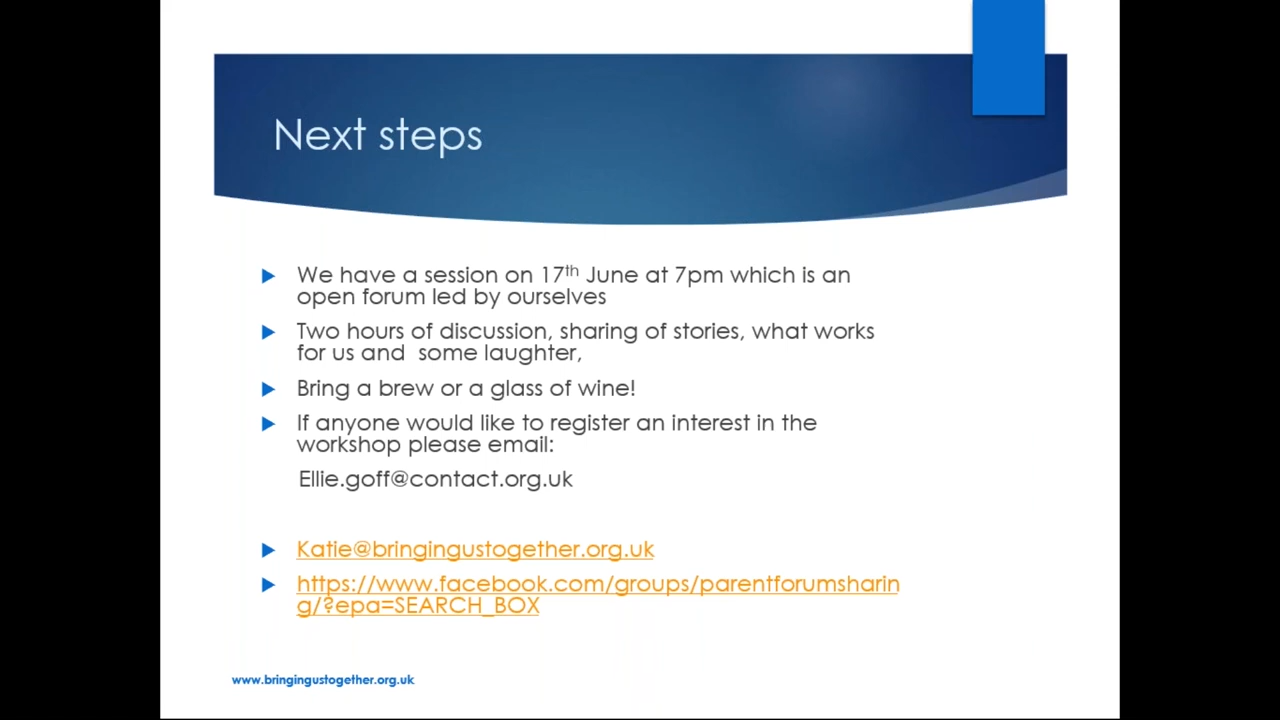 Next steps
We have a session on 17th June at 7pm which is an
open forum led by ourselves
Two hours of discussion, sharing of stories, what works
for us and  some laughter,
Bring a brew or a glass of wine!
If anyone would like to register an interest in the
workshop please email:
Ellie.goff@contact.org.uk
Katie@bringingustogether.org.uk
https://www.facebook.com/groups/parentforumsharin
g/?epa=SEARCH_BOX
www.bringingustogether.org.uk